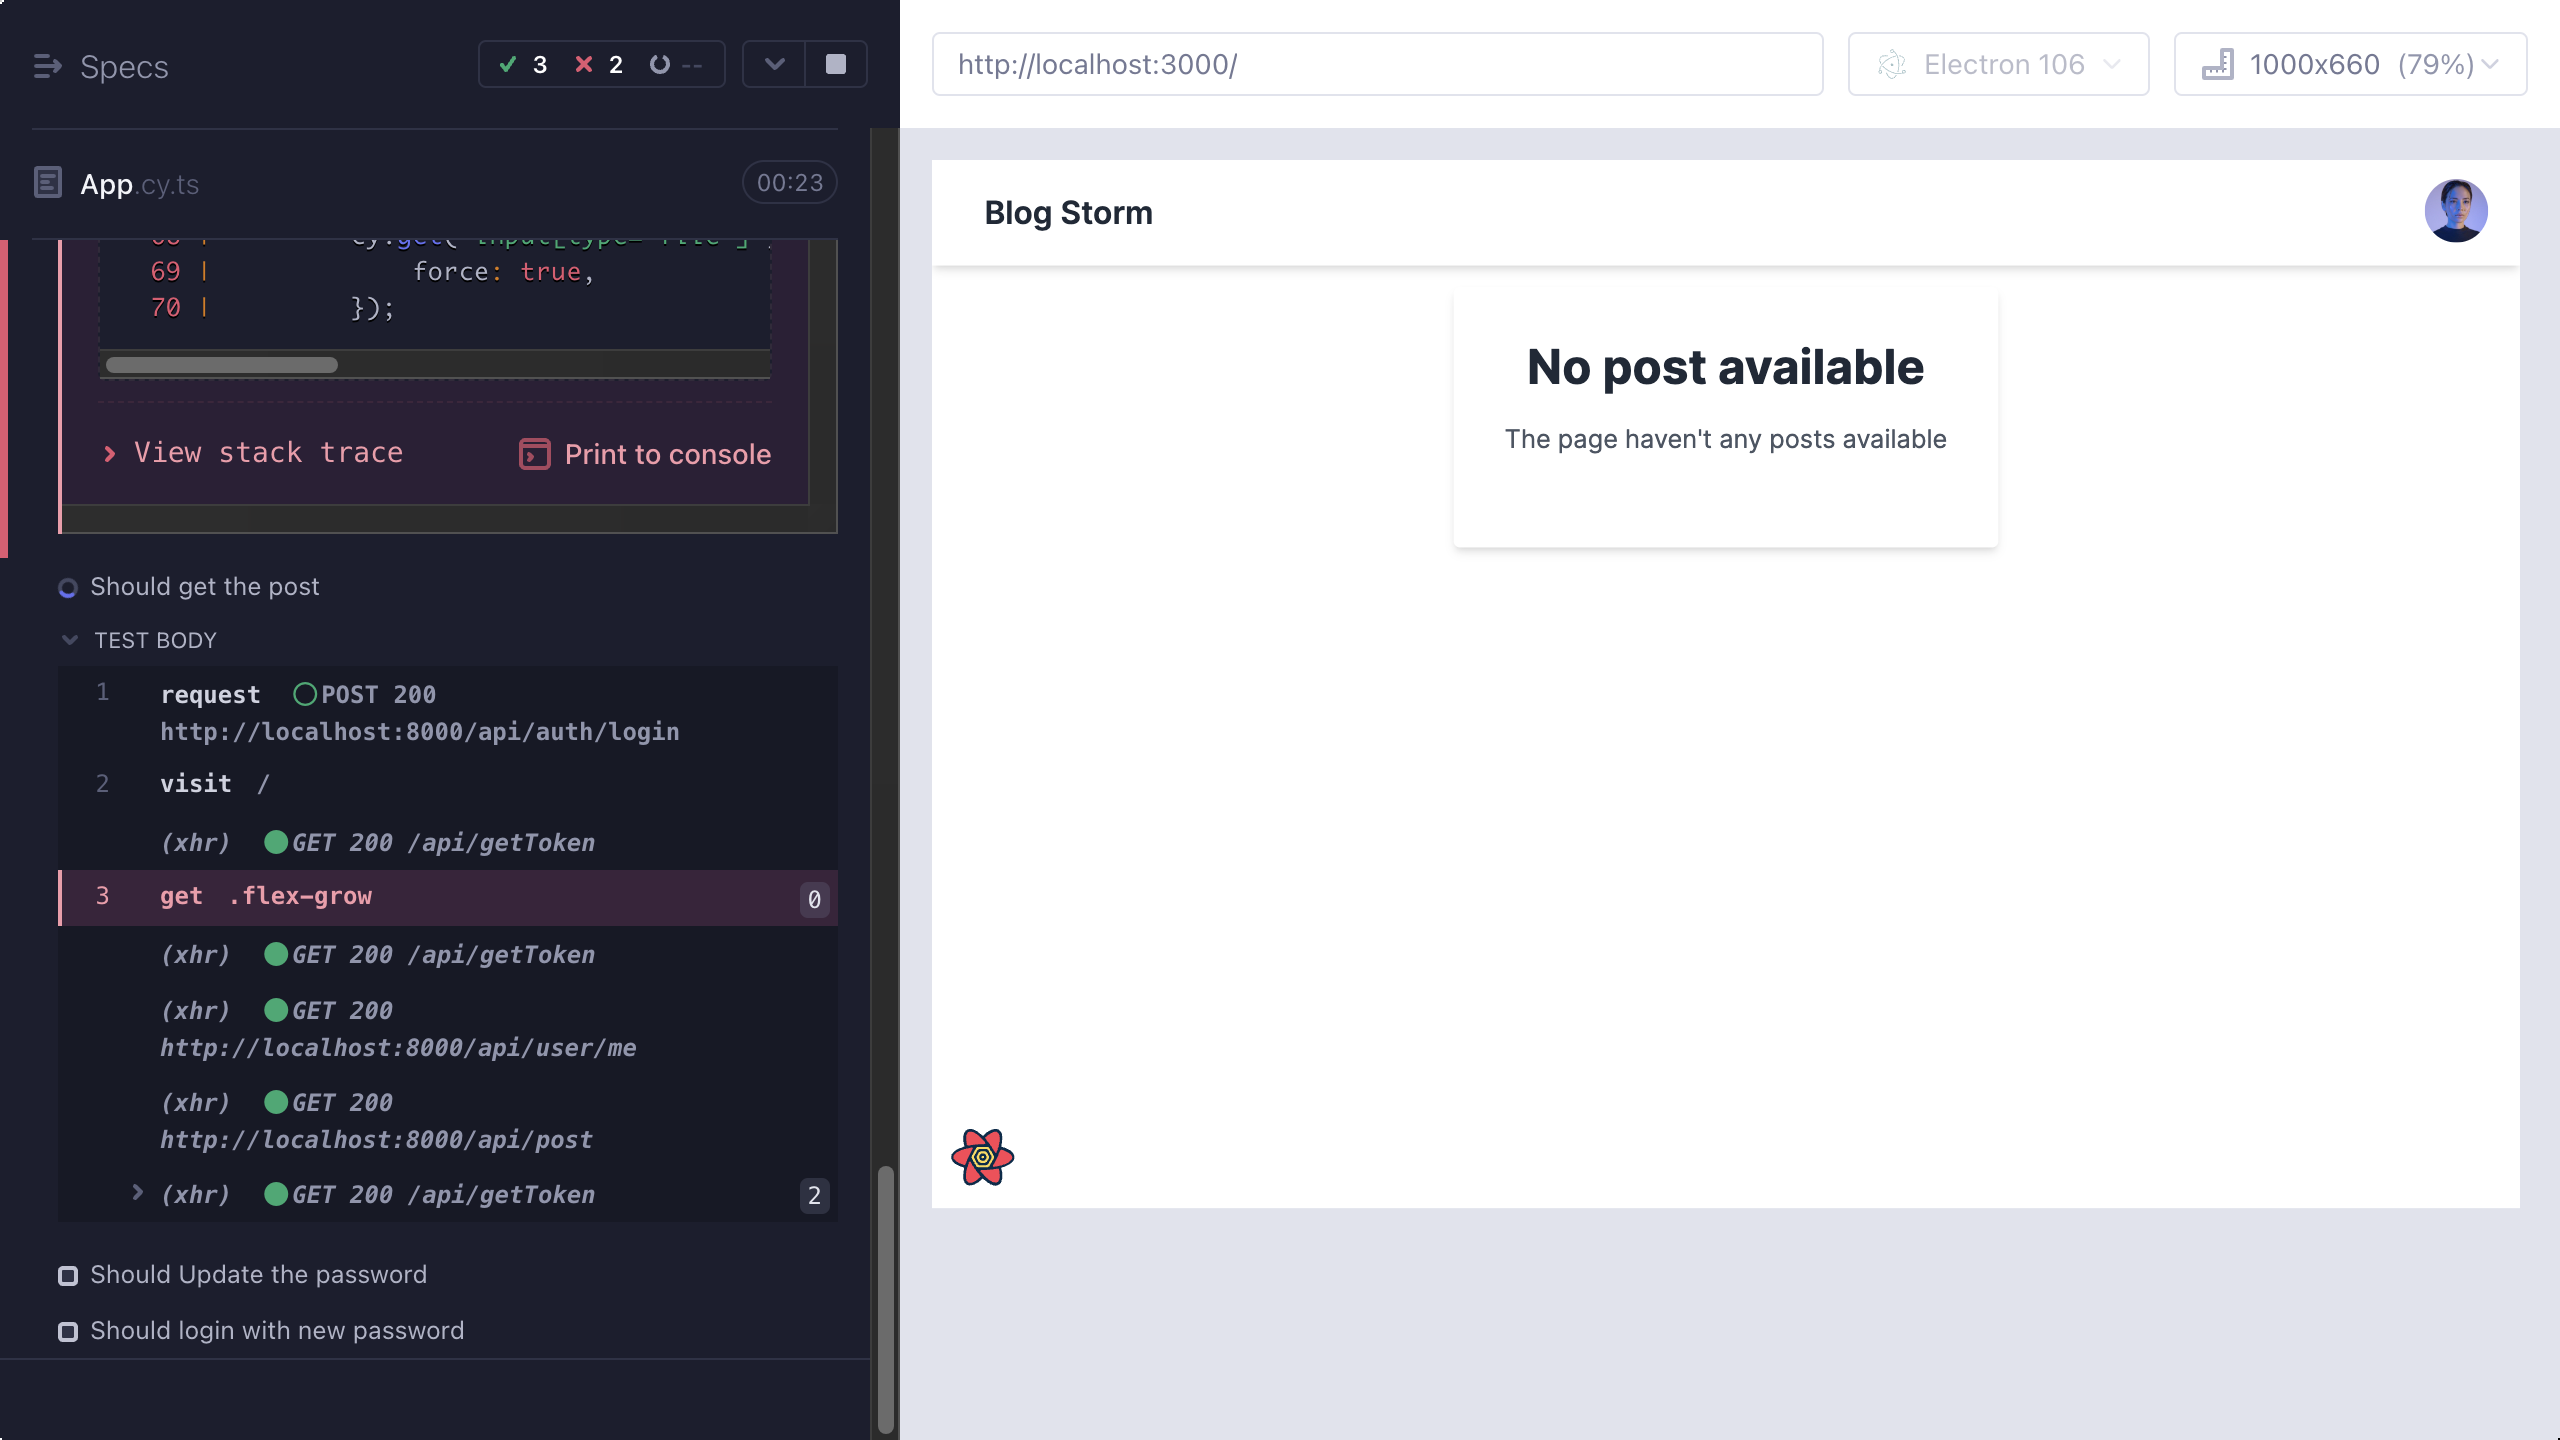 Specs
3 2 --
App.cy.ts
00:23
69 | force: true,
70 | });
View stack trace
Print to console
Should get the post
TEST BODY
1 request POST 200
http://localhost:8000/api/auth/login
2 visit /
(xhr) GET 200 /api/getToken
3 get .flex-grow 0
(xhr) GET 200 /api/getToken
(xhr) GET 200
http://localhost:8000/api/user/me
(xhr) GET 200
http://localhost:8000/api/post
(xhr) GET 200 /api/getToken 2
Should Update the password
Should login with new password
http://localhost:3000/
Electron 106
1000x660 (79%)
Blog Storm
No post available
The page haven't any posts available